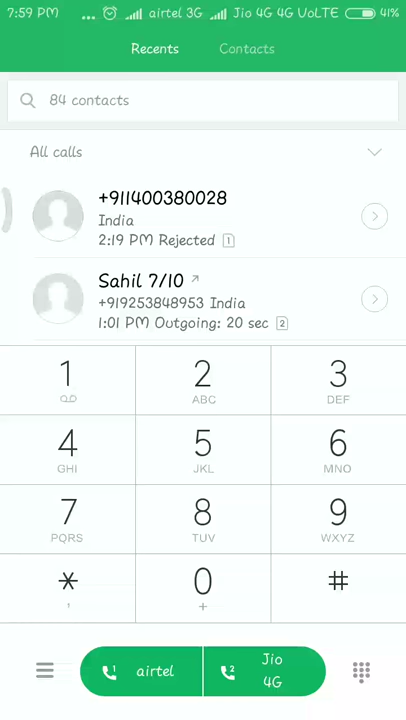 7:59 PM ... airtel 3G Jio 4G 4G VoLTE 41%
Recents Contacts
84 contacts
All calls
+911400380028
India
2:19 PM Rejected 1
Sahil 7/10
+919253848953 India
1:01 PM Outgoing: 20 sec 2
1 2 3
ABC DEF
4 5 6
GHI JKL MNO
7 8 9
PQRS TUV WXYZ
* 0 #
, +
1 airtel 2 Jio
4G